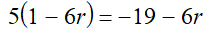 5(1 − 6r) = −19 − 6r